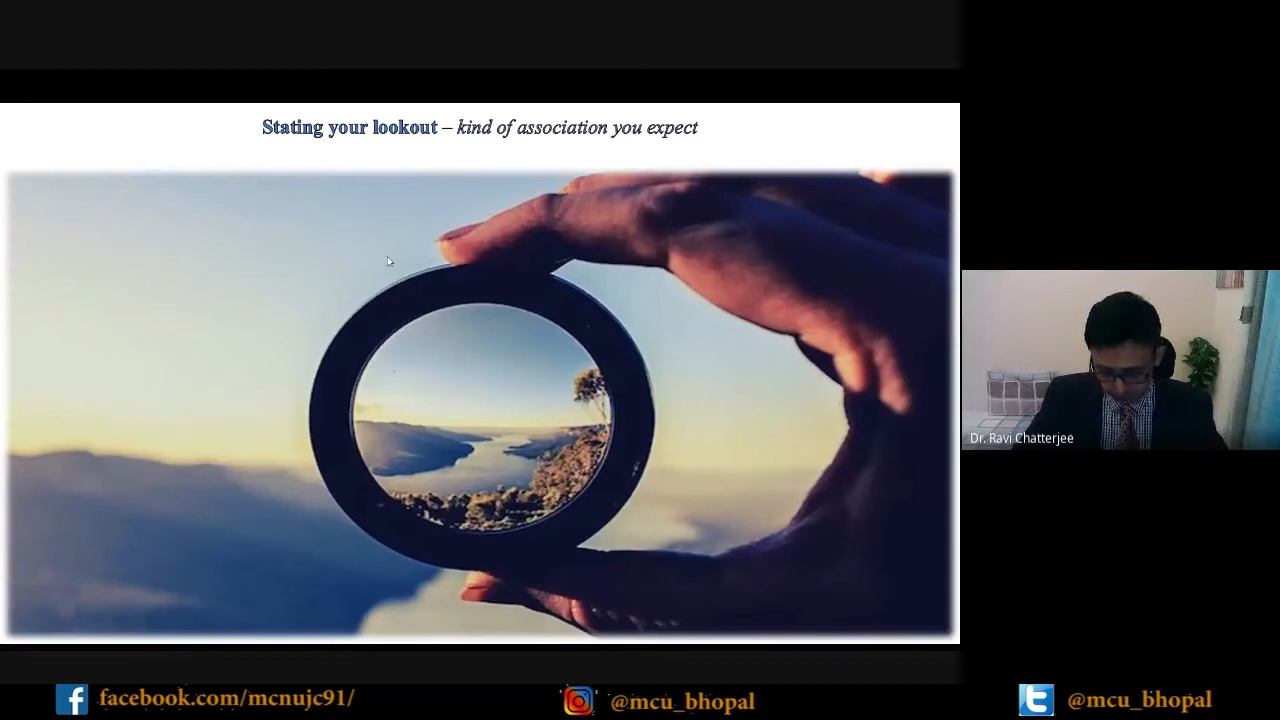 Stating your lookout – kind of association you expect
Dr. Ravi Chatterjee
facebook.com/mcnujc91/
@mcu_bhopal
@mcu_bhopal